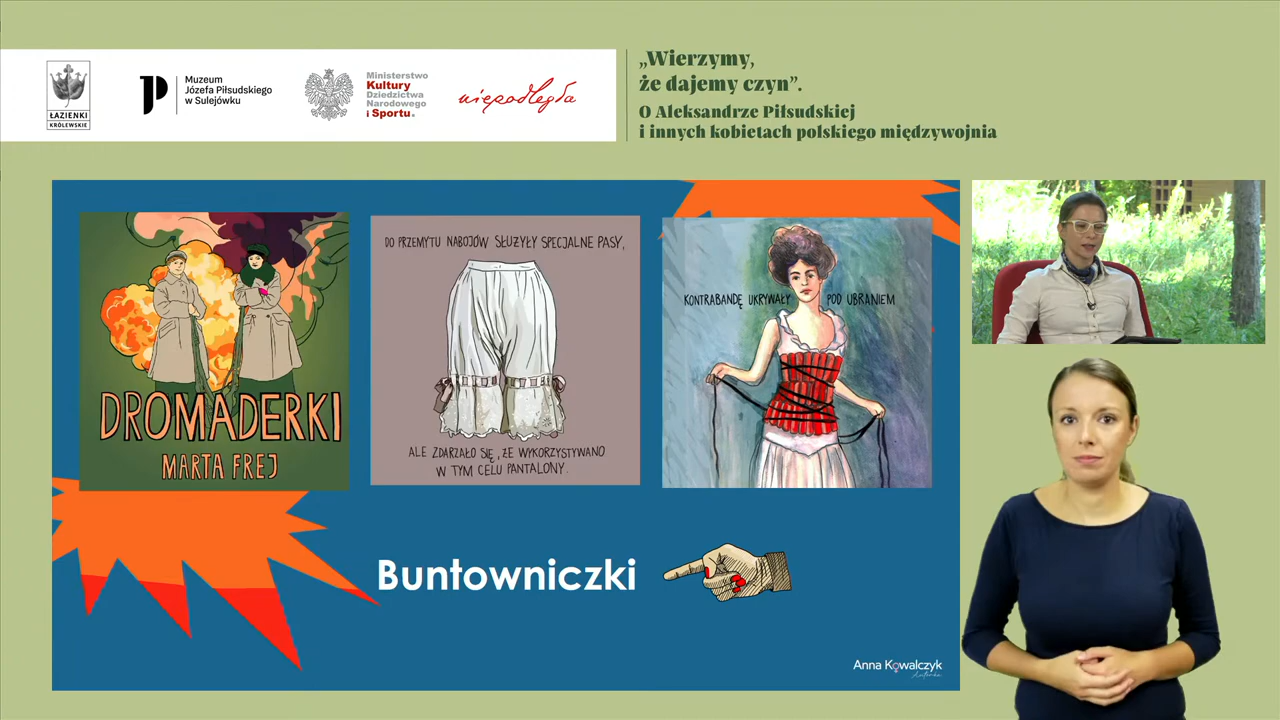 ŁAZIENKI
KRÓLEWSKIE
Muzeum
Józefa Piłsudskiego
w Sulejówku
Ministerstwo
Kultury
Dziedzictwa
Narodowego
i Sportu.
niepodległa
„Wierzymy,
że dajemy czyn”.
O Aleksandrze Piłsudskiej
i innych kobietach polskiego międzywojnia
DROMADERKI
MARTA FREJ
DO PRZEMYTU NABOJÓW SŁUŻYŁY SPECJALNE PASY,
ALE ZDARZAŁO SIĘ, ŻE WYKORZYSTYWANO
W TYM CELU PANTALONY.
KONTRABANDĘ UKRYWAŁY POD UBRANIEM
Buntowniczki
Anna Kowalczyk
autorka